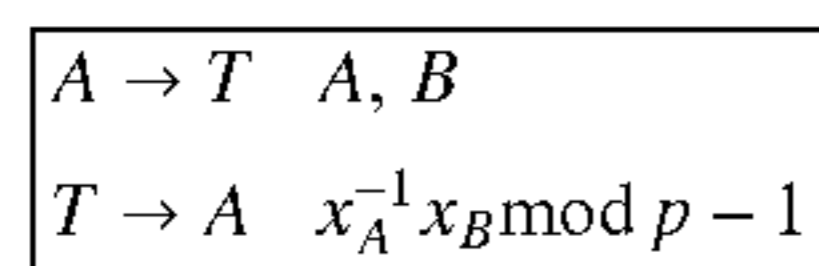 A → T A, B
T → A x_A^{-1} x_B mod p − 1